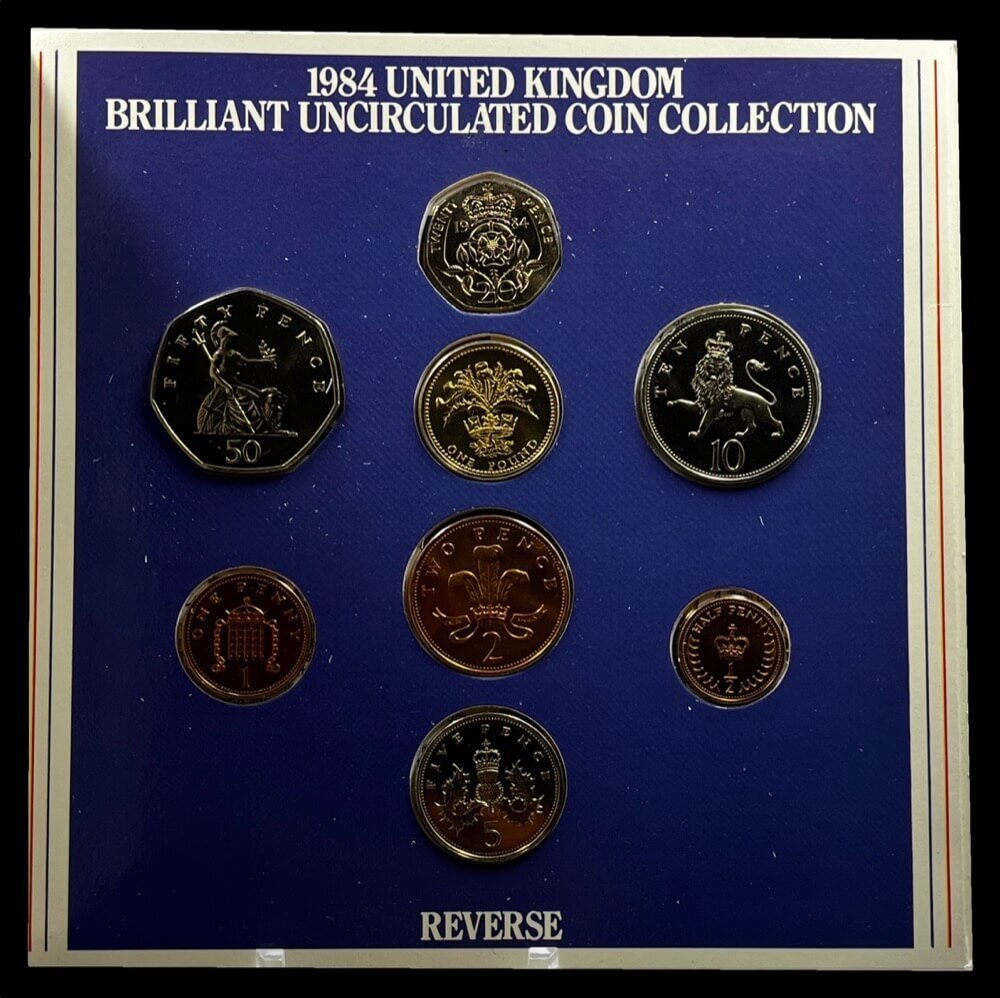 1984 UNITED KINGDOM
BRILLIANT UNCIRCULATED COIN COLLECTION
TWENTY PENCE
1984
20
FIFTY PENCE
50
ONE POUND
TEN PENCE
10
ONE PENNY
1
TWO PENCE
2
HALF PENNY
1/2
FIVE PENCE
5
REVERSE